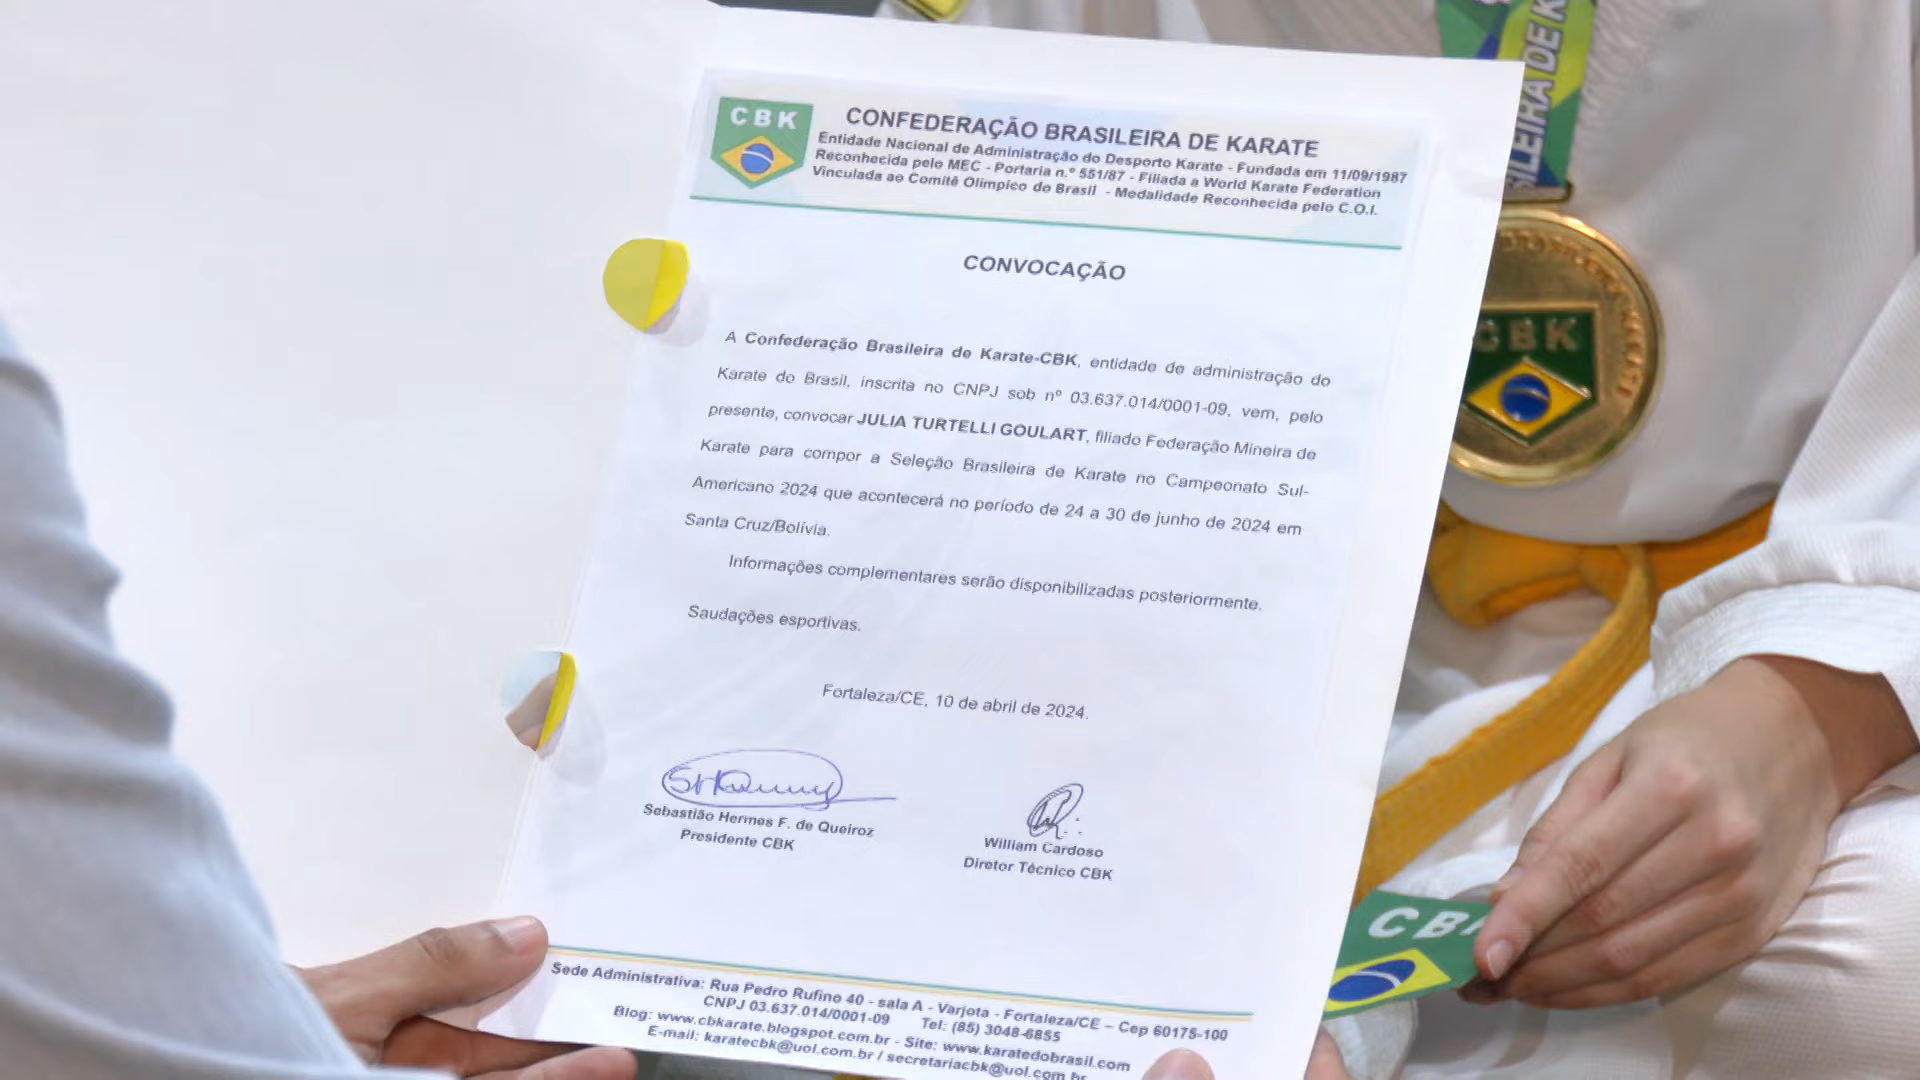 CBK
CONFEDERAÇÃO BRASILEIRA DE KARATE
Entidade Nacional de Administração do Desporto Karate - Fundada em 11/09/1987
Reconhecida pelo MEC - Portaria n.º 551/87 - Filiada a World Karate Federation
Vinculada ao Comitê Olímpico do Brasil - Modalidade Reconhecida pelo C.O.I.
CONVOCAÇÃO
A Confederação Brasileira de Karate-CBK, entidade de administração do
Karate do Brasil, inscrita no CNPJ sob nº 03.637.014/0001-09, vem, pelo
presente, convocar JULIA TURTELLI GOULART, filiado Federação Mineira de
Karate para compor a Seleção Brasileira de Karate no Campeonato Sul-
Americano 2024 que acontecerá no período de 24 a 30 de junho de 2024 em
Santa Cruz/Bolívia.
Informações complementares serão disponibilizadas posteriormente.
Saudações esportivas.
Fortaleza/CE, 10 de abril de 2024.
Sebastião Hermes F. de Queiroz
Presidente CBK
William Cardoso
Diretor Técnico CBK
Sede Administrativa: Rua Pedro Rufino 40 - sala A - Varjota - Fortaleza/CE – Cep 60175-100
CNPJ 03.637.014/0001-09 Tel: (85) 3048-6855
Blog: www.cbkarate.blogspot.com.br - Site: www.karatedobrasil.com
E-mail: karatecbk@uol.com.br / secretariacbk@uol.com.br
SILEIRA DE K
CBK
CBK